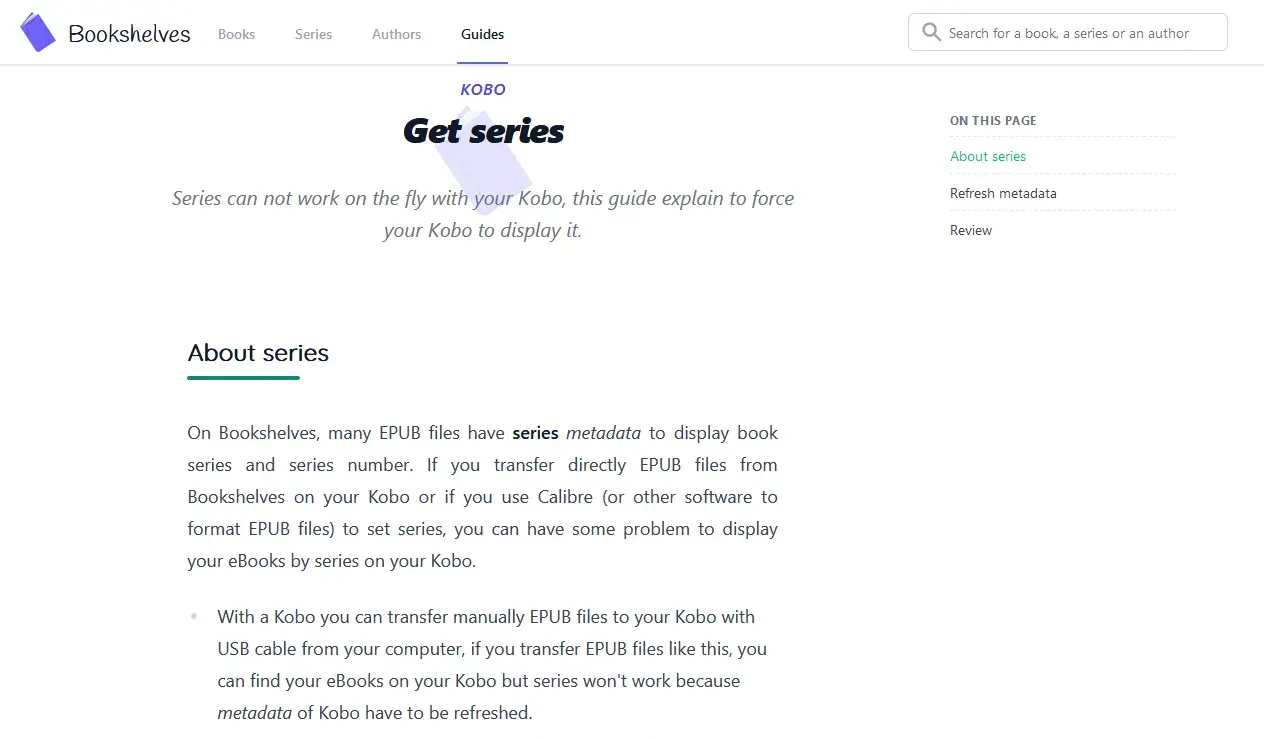 Bookshelves
Books
Series
Authors
Guides
Search for a book, a series or an author
KOBO
Get series
Series can not work on the fly with your Kobo, this guide explain to force
your Kobo to display it.
ON THIS PAGE
About series
Refresh metadata
Review
About series
On Bookshelves, many EPUB files have series metadata to display book
series and series number. If you transfer directly EPUB files from
Bookshelves on your Kobo or if you use Calibre (or other software to
format EPUB files) to set series, you can have some problem to display
your eBooks by series on your Kobo.
With a Kobo you can transfer manually EPUB files to your Kobo with
USB cable from your computer, if you transfer EPUB files like this, you
can find your eBooks on your Kobo but series won't work because
metadata of Kobo have to be refreshed.